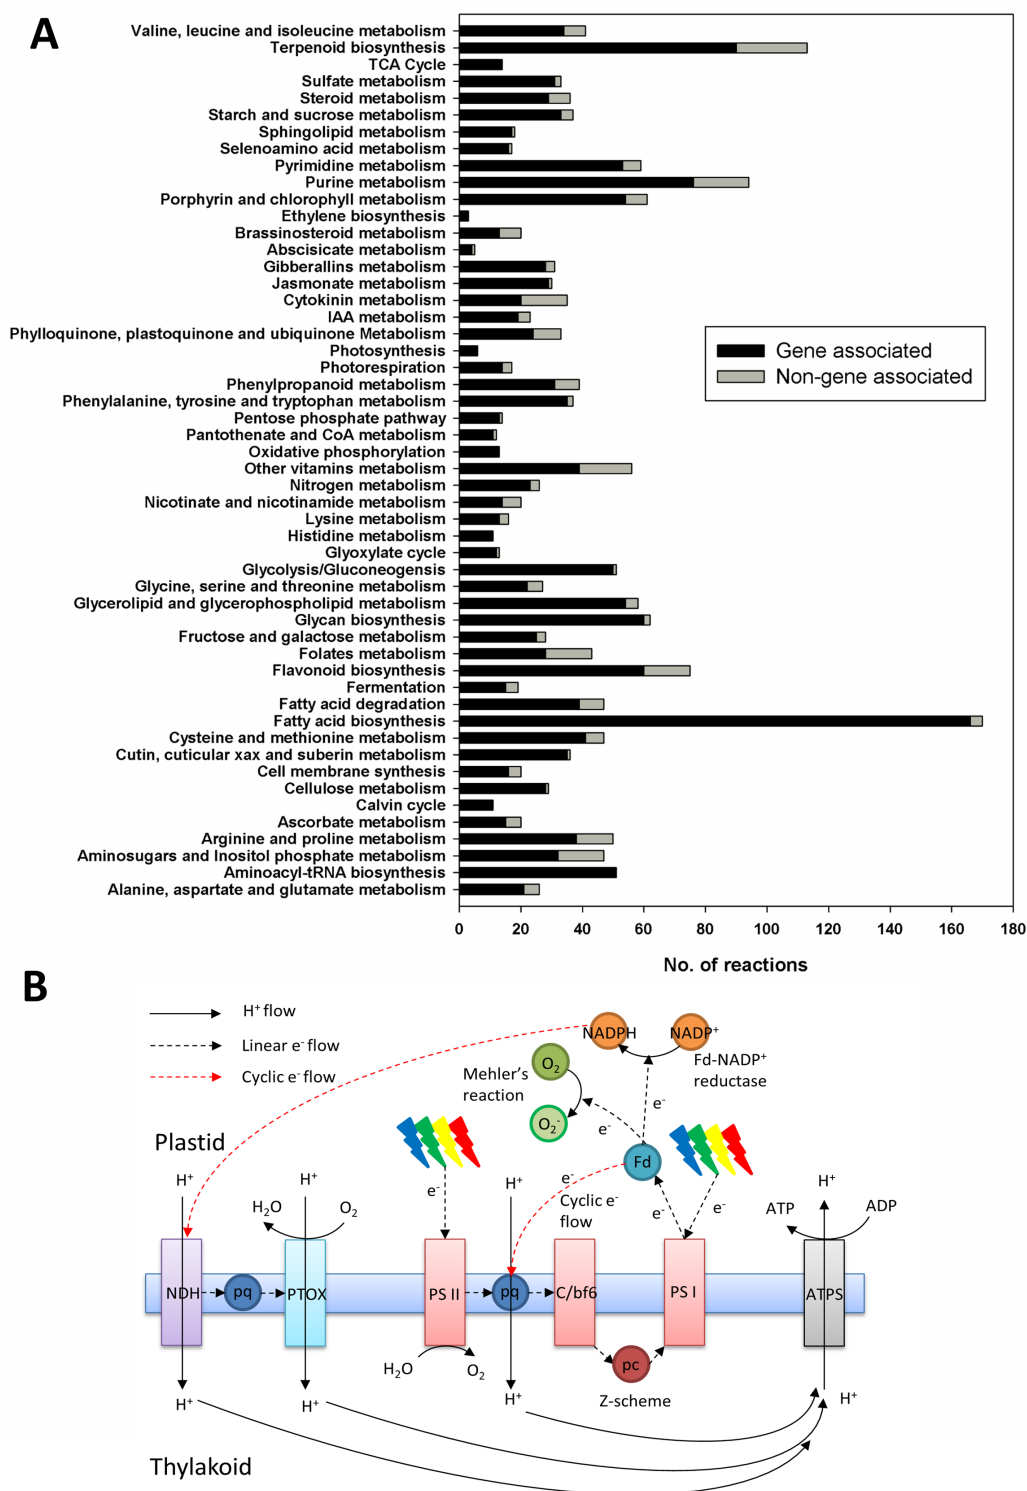 A
Valine, leucine and isoleucine metabolism
Terpenoid biosynthesis
TCA Cycle
Sulfate metabolism
Steroid metabolism
Starch and sucrose metabolism
Sphingolipid metabolism
Selenoamino acid metabolism
Pyrimidine metabolism
Purine metabolism
Porphyrin and chlorophyll metabolism
Ethylene biosynthesis
Brassinosteroid metabolism
Abscisicate metabolism
Gibberallins metabolism
Jasmonate metabolism
Cytokinin metabolism
IAA metabolism
Phylloquinone, plastoquinone and ubiquinone Metabolism
Photosynthesis
Photorespiration
Phenylpropanoid metabolism
Phenylalanine, tyrosine and tryptophan metabolism
Pentose phosphate pathway
Pantothenate and CoA metabolism
Oxidative phosphorylation
Other vitamins metabolism
Nitrogen metabolism
Nicotinate and nicotinamide metabolism
Lysine metabolism
Histidine metabolism
Glyoxylate cycle
Glycolysis/Gluconeogensis
Glycine, serine and threonine metabolism
Glycerolipid and glycerophospholipid metabolism
Glycan biosynthesis
Fructose and galactose metabolism
Folates metabolism
Flavonoid biosynthesis
Fermentation
Fatty acid degradation
Fatty acid biosynthesis
Cysteine and methionine metabolism
Cutin, cuticular xax and suberin metabolism
Cell membrane synthesis
Cellulose metabolism
Calvin cycle
Ascorbate metabolism
Arginine and proline metabolism
Aminosugars and Inositol phosphate metabolism
Aminoacyl-tRNA biosynthesis
Alanine, aspartate and glutamate metabolism
Gene associated
Non-gene associated
0 20 40 60 80 100 120 140 160 180
No. of reactions
B
H⁺ flow
Linear e⁻ flow
Cyclic e⁻ flow
NADPH
NADP⁺
Fd-NADP⁺
reductase
O₂
Mehler's
reaction
O₂⁻
e⁻
e⁻
Plastid
Fd
H⁺
H⁺
e⁻
H⁺
e⁻
Cyclic e⁻
flow
e⁻
e⁻
H⁺
H₂O
O₂
ATP
ADP
NDH
pq
PTOX
PS II
pq
C/bf6
PS I
ATPS
H₂O
O₂
pc
Z-scheme
H⁺
H⁺
H⁺
H⁺
Thylakoid